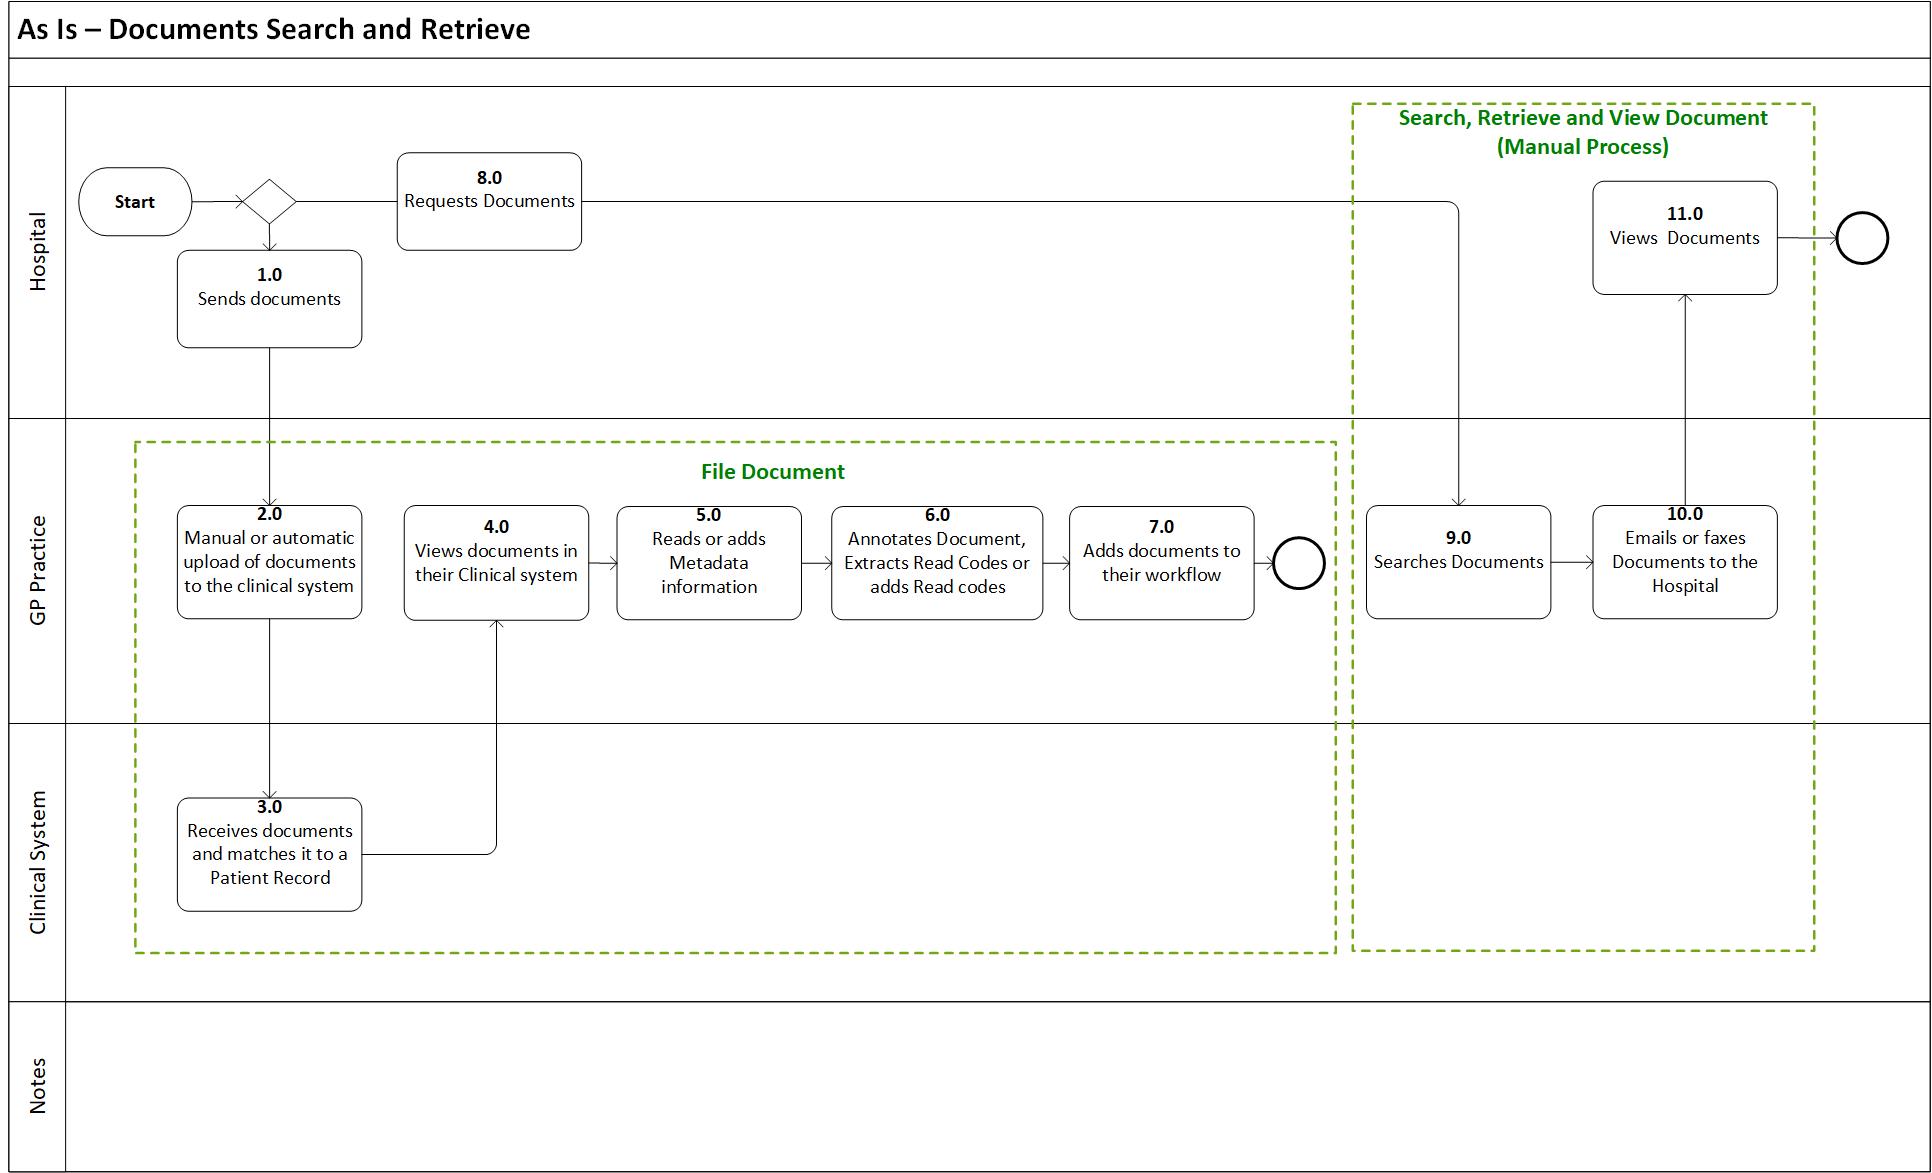 As Is – Documents Search and Retrieve
Hospital
Start
8.0
Requests Documents
1.0
Sends documents
Search, Retrieve and View Document
(Manual Process)
11.0
Views  Documents
GP Practice
File Document
2.0
Manual or automatic
upload of documents
to the clinical system
4.0
Views documents in
their Clinical system
5.0
Reads or adds
Metadata
information
6.0
Annotates Document,
Extracts Read Codes or
adds Read codes
7.0
Adds documents to
their workflow
9.0
Searches Documents
10.0
Emails or faxes
Documents to the
Hospital
Clinical System
3.0
Receives documents
and matches it to a
Patient Record
Notes